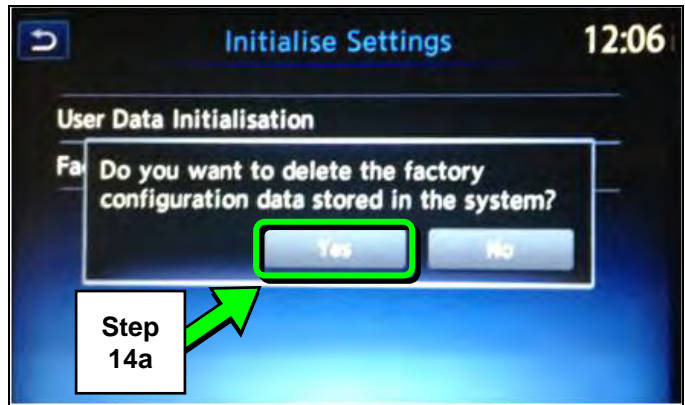 Initialise Settings 12:06
User Data Initialisation
Fa
Do you want to delete the factory
configuration data stored in the system?
Yes No
Step
14a